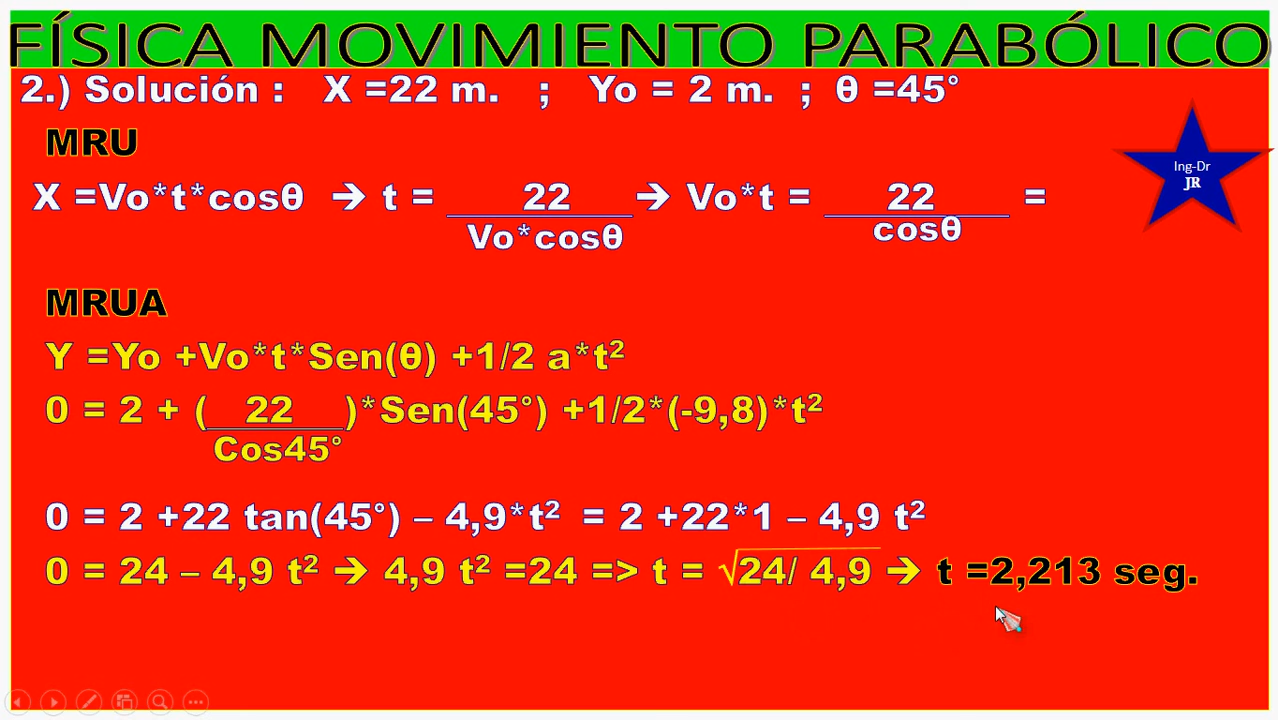 FÍSICA MOVIMIENTO PARABÓLICO
2.) Solución : X =22 m. ; Yo = 2 m. ; θ =45°
Ing-Dr
JR
MRU
X =Vo*t*cosθ → t = 22 → Vo*t = 22 =
Vo*cosθ cosθ
MRUA
Y =Yo +Vo*t*Sen(θ) +1/2 a*t²
0 = 2 + ( 22 )*Sen(45°) +1/2*(-9,8)*t²
Cos45°
0 = 2 +22 tan(45°) – 4,9*t² = 2 +22*1 – 4,9 t²
0 = 24 – 4,9 t² → 4,9 t² =24 => t = √24/ 4,9 → t =2,213 seg.